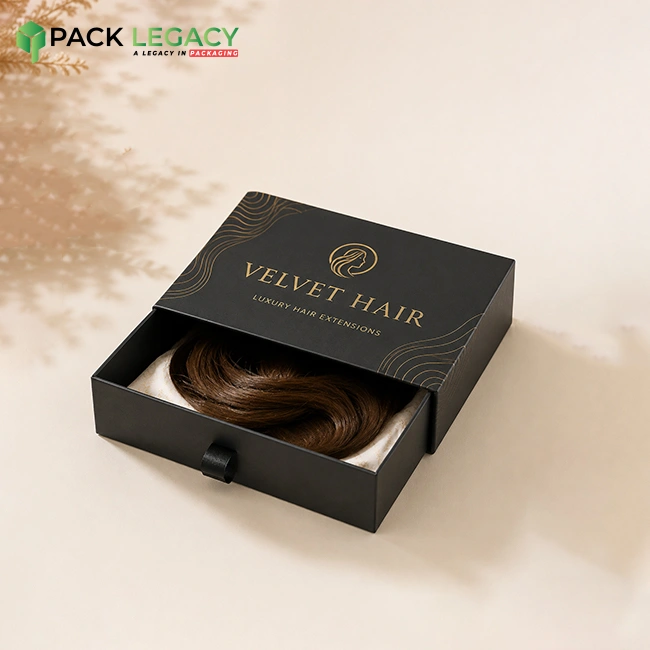 PACK LEGACY
A LEGACY IN PACKAGING
VELVET HAIR
LUXURY HAIR EXTENSIONS